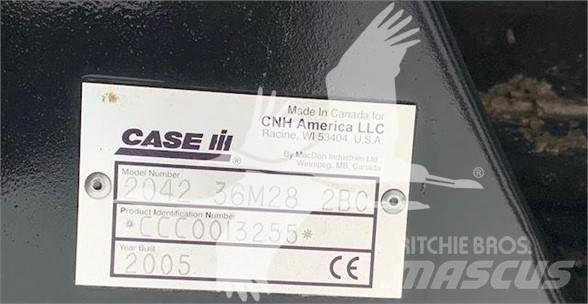 Made In Canada for
CNH America LLC
Racine, WI 53404 U.S.A.
CASE IH
®
By MacDon Industries Ltd.
Winnipeg, MB, Canada
Model Number
2042 36M28 2BC
Product Identification Number
*CCC0013255*
Year Built
2005
CE
RITCHIE BROS.
MASCUS